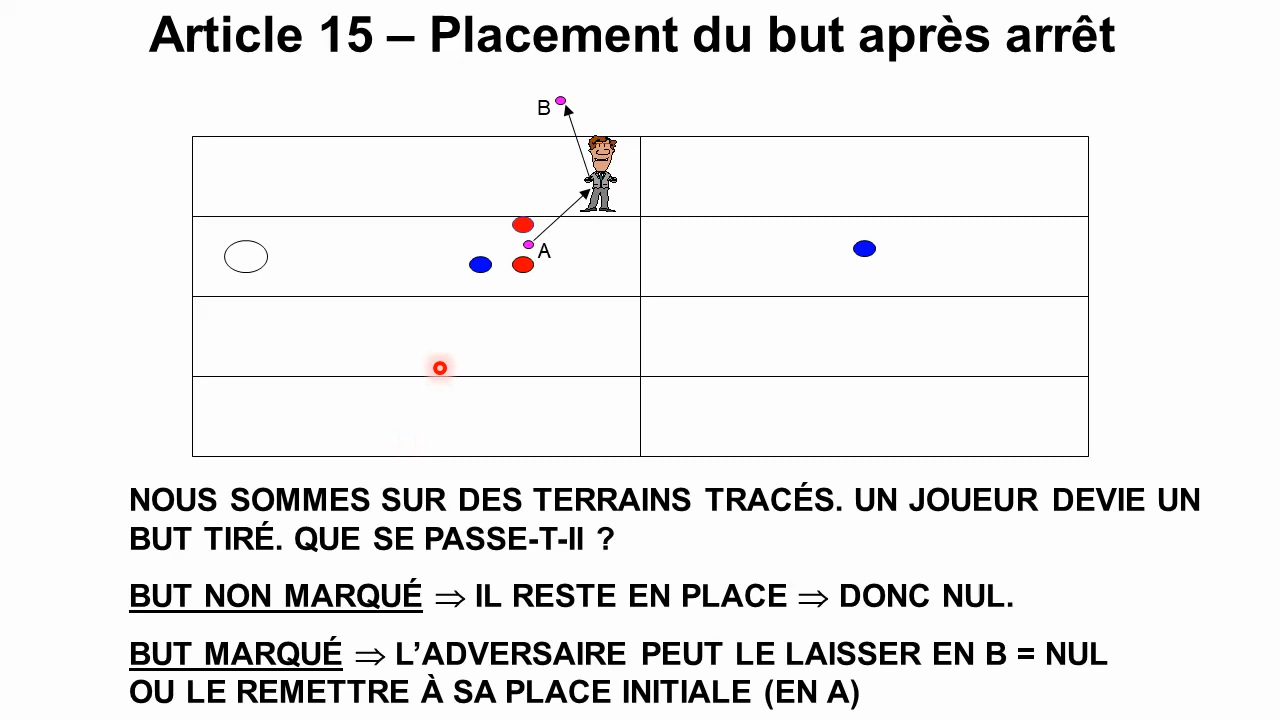 Article 15 – Placement du but après arrêt
B
A
NOUS SOMMES SUR DES TERRAINS TRACÉS. UN JOUEUR DEVIE UN
BUT TIRÉ. QUE SE PASSE-T-Il ?
BUT NON MARQUÉ ⇒ IL RESTE EN PLACE ⇒ DONC NUL.
BUT MARQUÉ ⇒ L’ADVERSAIRE PEUT LE LAISSER EN B = NUL
OU LE REMETTRE À SA PLACE INITIALE (EN A)